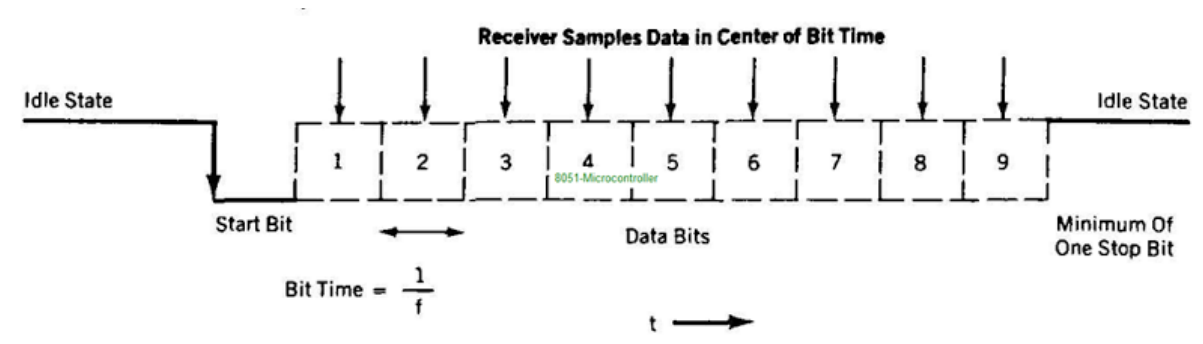 Receiver Samples Data in Center of Bit Time
Idle State
Idle State
1 2 3 4 5 6 7 8 9
8051-Microcontroller
Start Bit
Data Bits
Minimum Of
One Stop Bit
Bit Time = 1
f
t